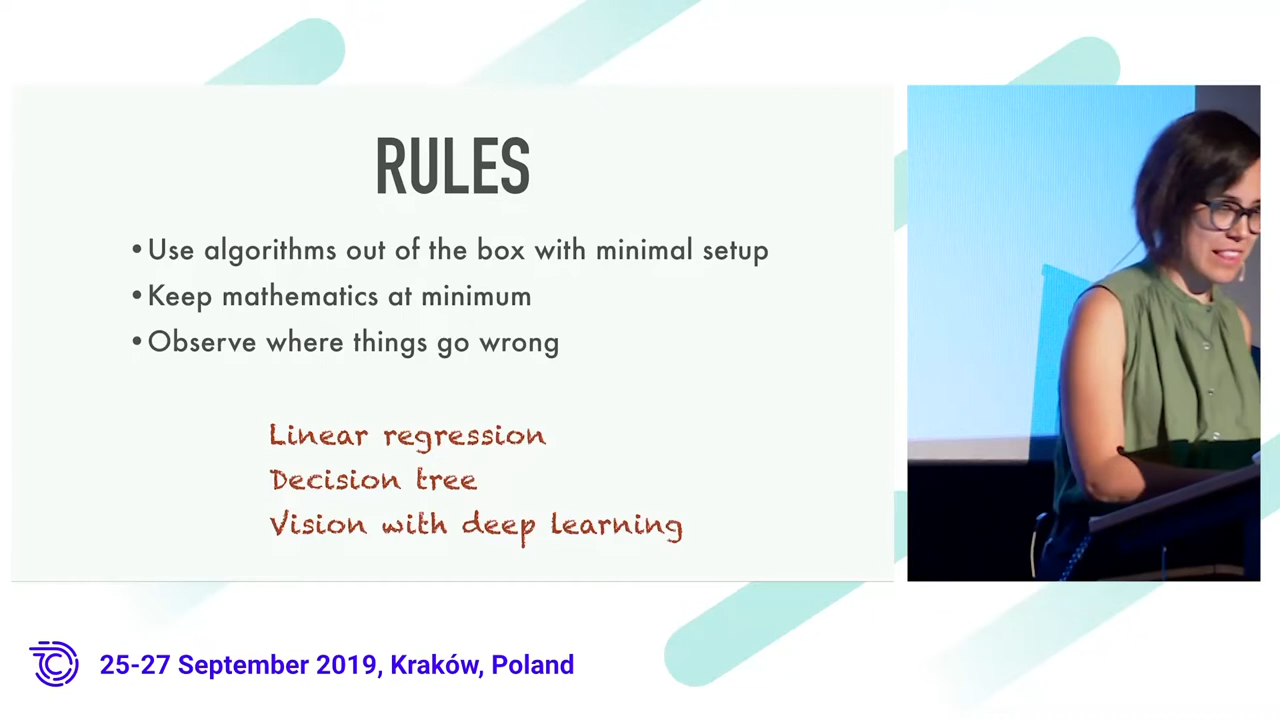 RULES
•Use algorithms out of the box with minimal setup
•Keep mathematics at minimum
•Observe where things go wrong
Linear regression
Decision tree
Vision with deep learning
25-27 September 2019, Kraków, Poland